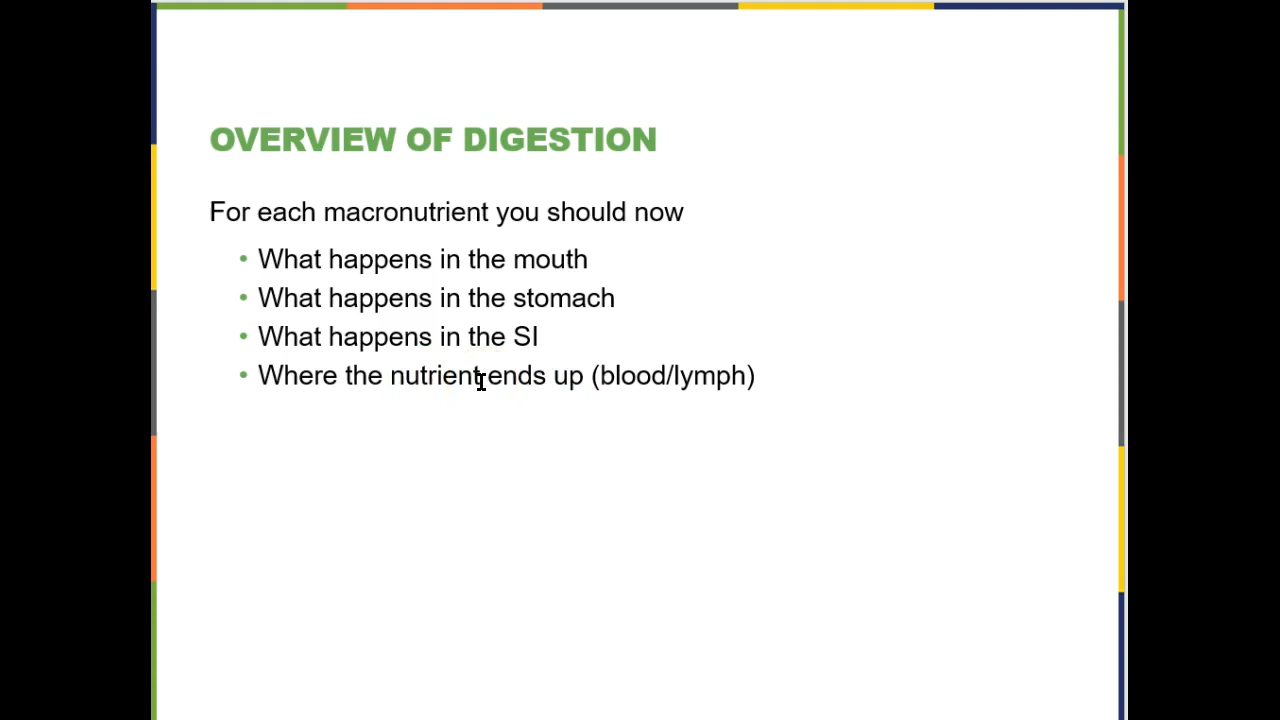 OVERVIEW OF DIGESTION
For each macronutrient you should now
• What happens in the mouth
• What happens in the stomach
• What happens in the SI
• Where the nutrient ends up (blood/lymph)